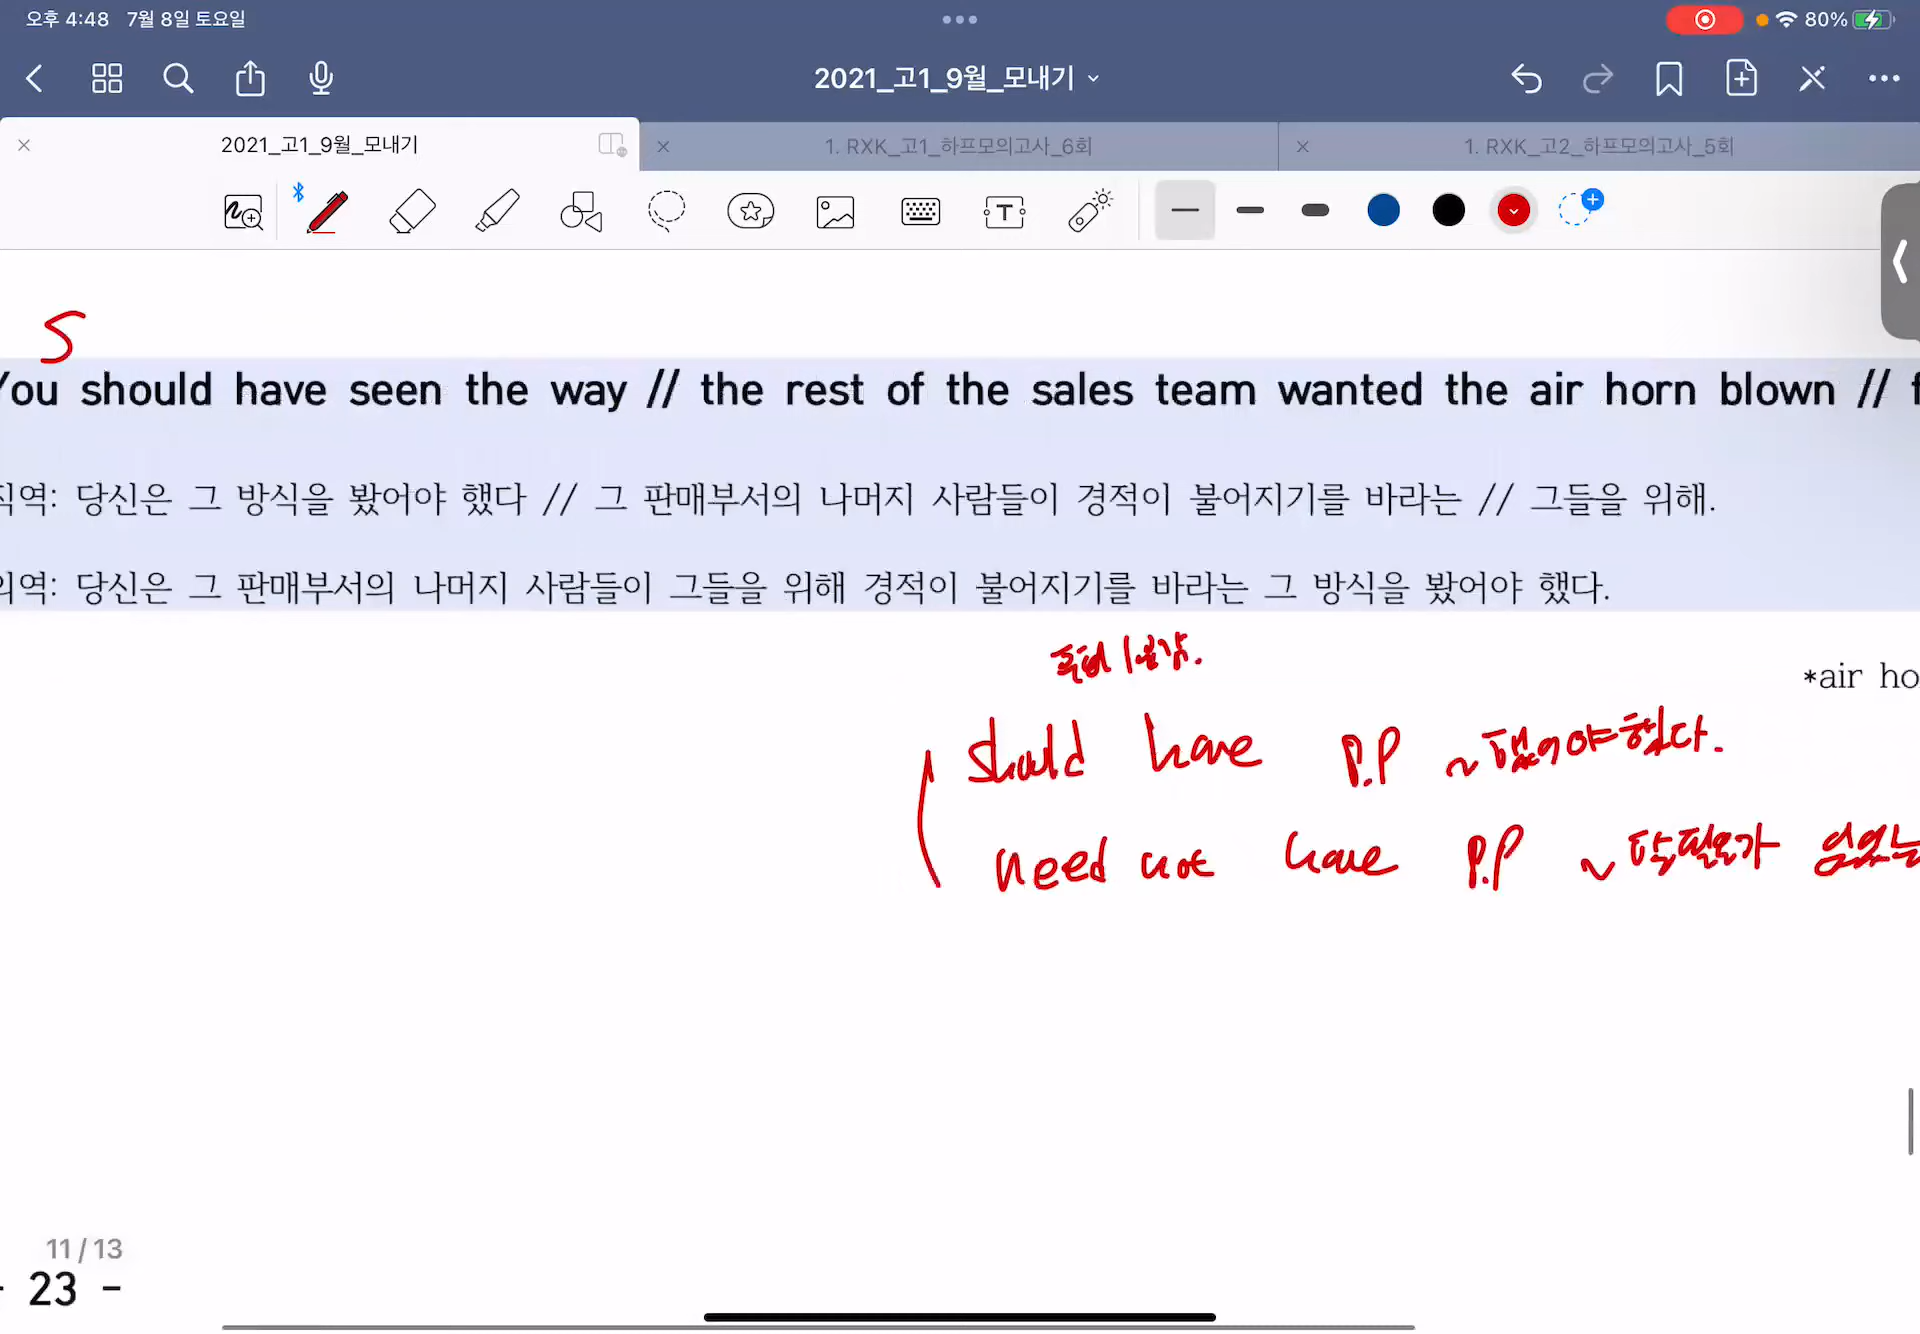 오후 4:48 7월 8일 토요일
80%
2021_고1_9월_모내기
2021_고1_9월_모내기
1. RXK_고1_하프모의고사_6회
1. RXK_고2_하프모의고사_5회
S
You should have seen the way // the rest of the sales team wanted the air horn blown // f
직역: 당신은 그 방식을 봤어야 했다 // 그 판매부서의 나머지 사람들이 경적이 불어지기를 바라는 // 그들을 위해.
의역: 당신은 그 판매부서의 나머지 사람들이 그들을 위해 경적이 불어지기를 바라는 그 방식을 봤어야 했다.
*air ho
should have P.P ~했어야했다.
need not have P.P ~할필요가 없었는
11 / 13
- 23 -